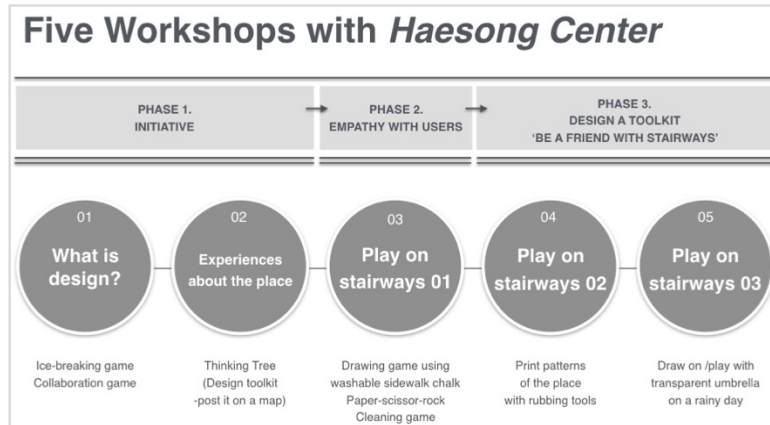 Five Workshops with Haesong Center
PHASE 1.
INITIATIVE
PHASE 2.
EMPATHY WITH USERS
PHASE 3.
DESIGN A TOOLKIT
‘BE A FRIEND WITH STAIRWAYS’
01
What is
design?
Ice-breaking game
Collaboration game
02
Experiences
about the place
Thinking Tree
(Design toolkit
-post it on a map)
03
Play on
stairways 01
Drawing game using
washable sidewalk chalk
Paper-scissor-rock
Cleaning game
04
Play on
stairways 02
Print patterns
of the place
with rubbing tools
05
Play on
stairways 03
Draw on /play with
transparent umbrella
on a rainy day